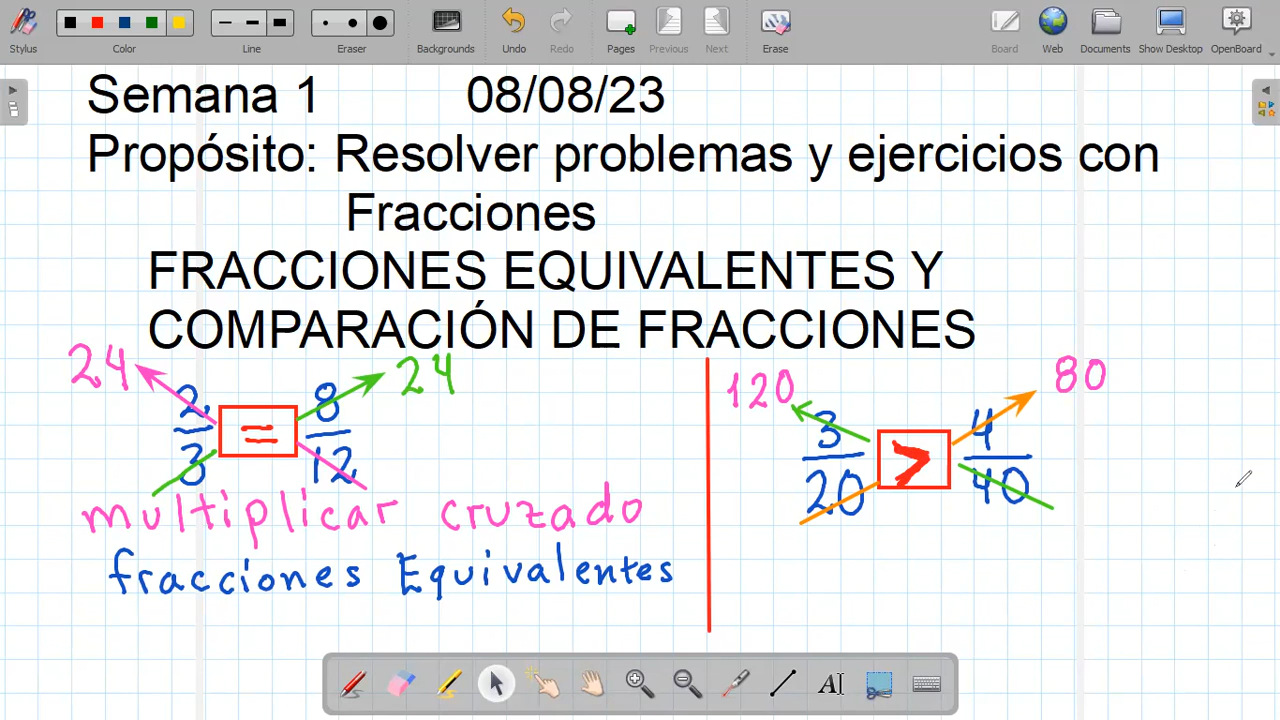 Stylus Color Line Eraser Backgrounds Undo Redo Pages Previous Next Erase Board Web Documents Show Desktop OpenBoard
Semana 1 08/08/23
Propósito: Resolver problemas y ejercicios con
Fracciones
FRACCIONES EQUIVALENTES Y
COMPARACIÓN DE FRACCIONES
24 24
2 8
=
3 12
multiplicar cruzado
fracciones Equivalentes
120 80
3 4
>
20 40
AI